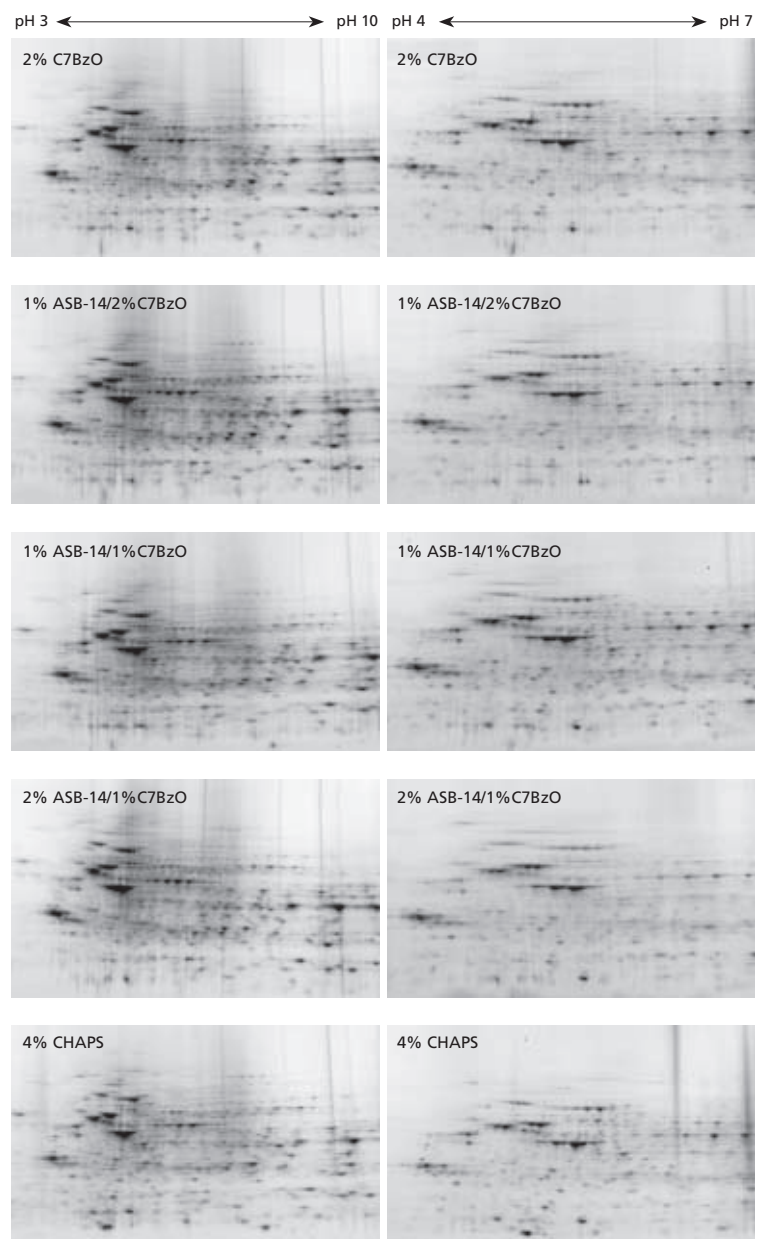 pH 3 pH 10 pH 4 pH 7
2% C7BzO 2% C7BzO
1% ASB-14/2%C7BzO 1% ASB-14/2%C7BzO
1% ASB-14/1%C7BzO 1% ASB-14/1%C7BzO
2% ASB-14/1%C7BzO 2% ASB-14/1%C7BzO
4% CHAPS 4% CHAPS